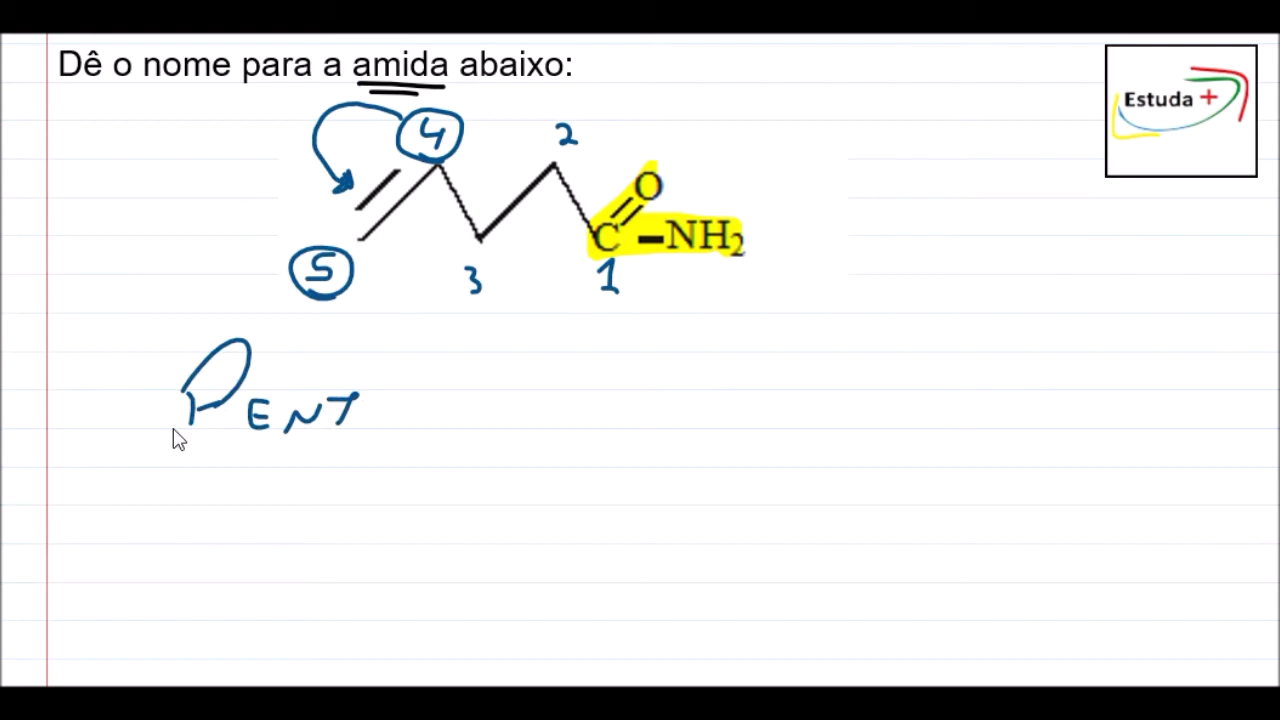 Dê o nome para a amida abaixo:
Estuda +
4
2
O
C - NH₂
5
3
1
PENT